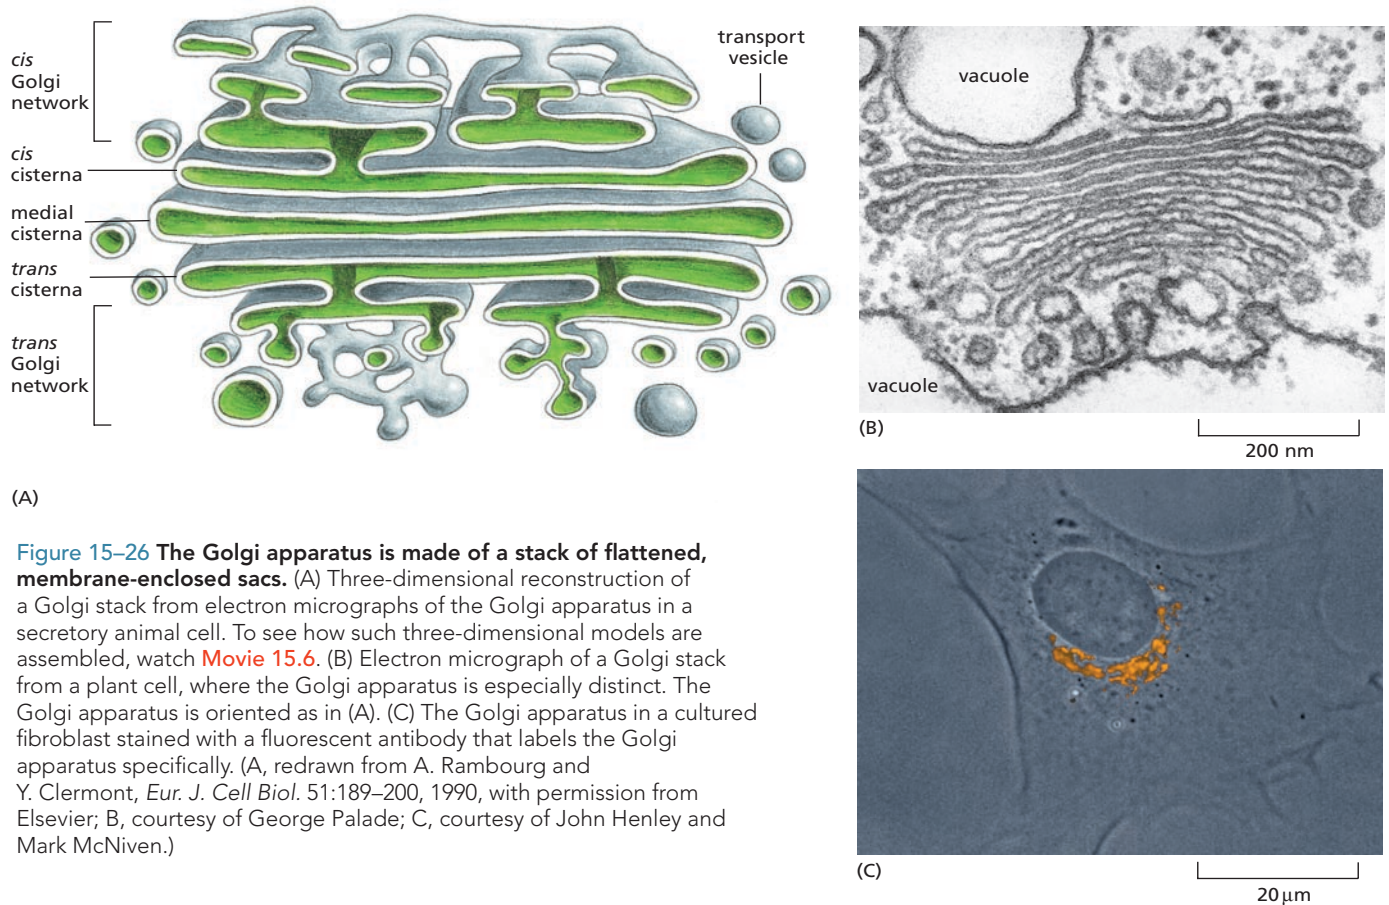 cis
Golgi
network
cis
cisterna
medial
cisterna
trans
cisterna
trans
Golgi
network
transport
vesicle
(A)
vacuole
vacuole
(B)
200 nm
(C)
20 µm
Figure 15–26 The Golgi apparatus is made of a stack of flattened,
membrane-enclosed sacs. (A) Three-dimensional reconstruction of
a Golgi stack from electron micrographs of the Golgi apparatus in a
secretory animal cell. To see how such three-dimensional models are
assembled, watch Movie 15.6. (B) Electron micrograph of a Golgi stack
from a plant cell, where the Golgi apparatus is especially distinct. The
Golgi apparatus is oriented as in (A). (C) The Golgi apparatus in a cultured
fibroblast stained with a fluorescent antibody that labels the Golgi
apparatus specifically. (A, redrawn from A. Rambourg and
Y. Clermont, Eur. J. Cell Biol. 51:189–200, 1990, with permission from
Elsevier; B, courtesy of George Palade; C, courtesy of John Henley and
Mark McNiven.)